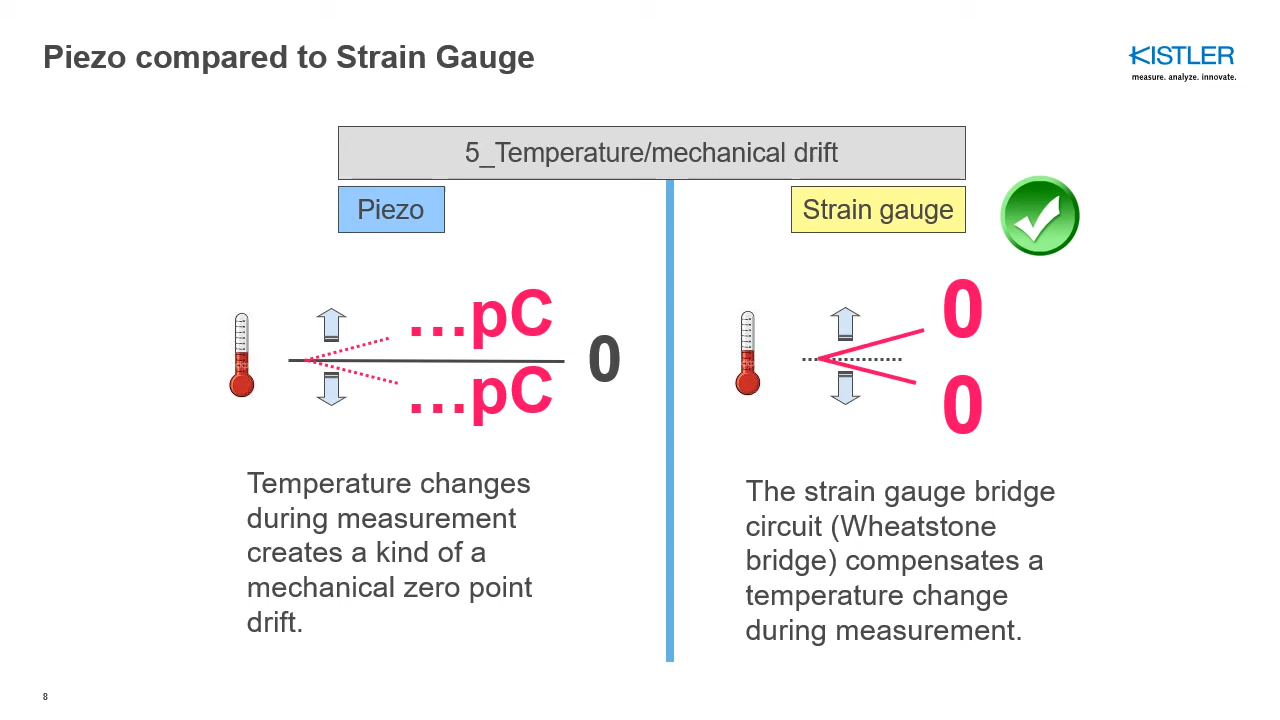 Piezo compared to Strain Gauge
KISTLER
measure. analyze. innovate.
5_Temperature/mechanical drift
Piezo
Strain gauge
...pC
0
...pC
0
0
Temperature changes
during measurement
creates a kind of a
mechanical zero point
drift.
The strain gauge bridge
circuit (Wheatstone
bridge) compensates a
temperature change
during measurement.
8